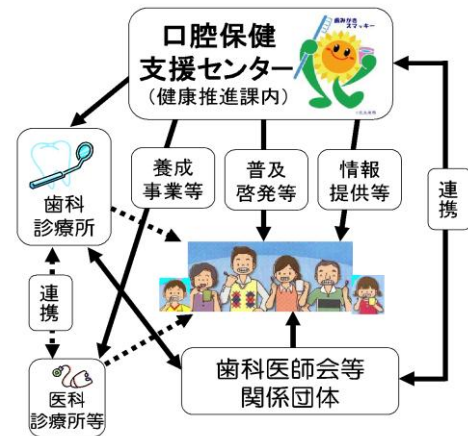 歯みがき
スマッキー
口腔保健
支援センター
(健康推進課内)
歯科
診療所
養成
事業等
普及
啓発等
情報
提供等
連携
連携
医科
診療所等
歯科医師会等
関係団体